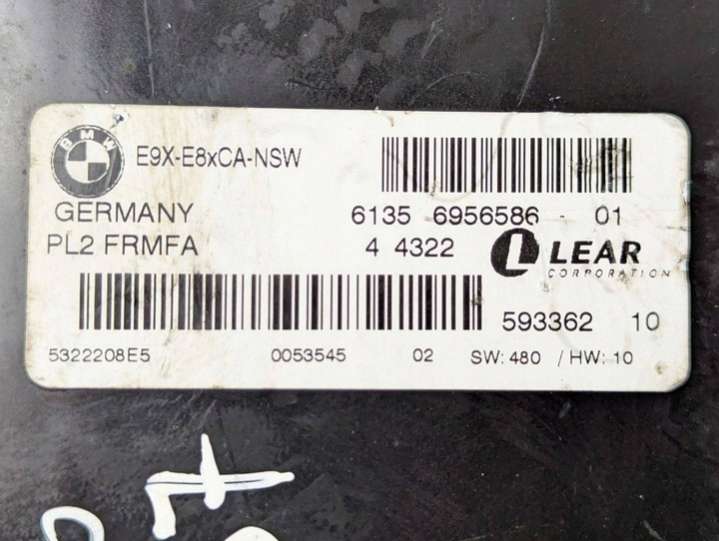 BMW
E9X-E8xCA-NSW
GERMANY 6135 6956586 - 01
PL2 FRMFA 4 4322 L LEAR
CORPORATION
593362 10
5322208E5 0053545 02 SW: 480 / HW: 10